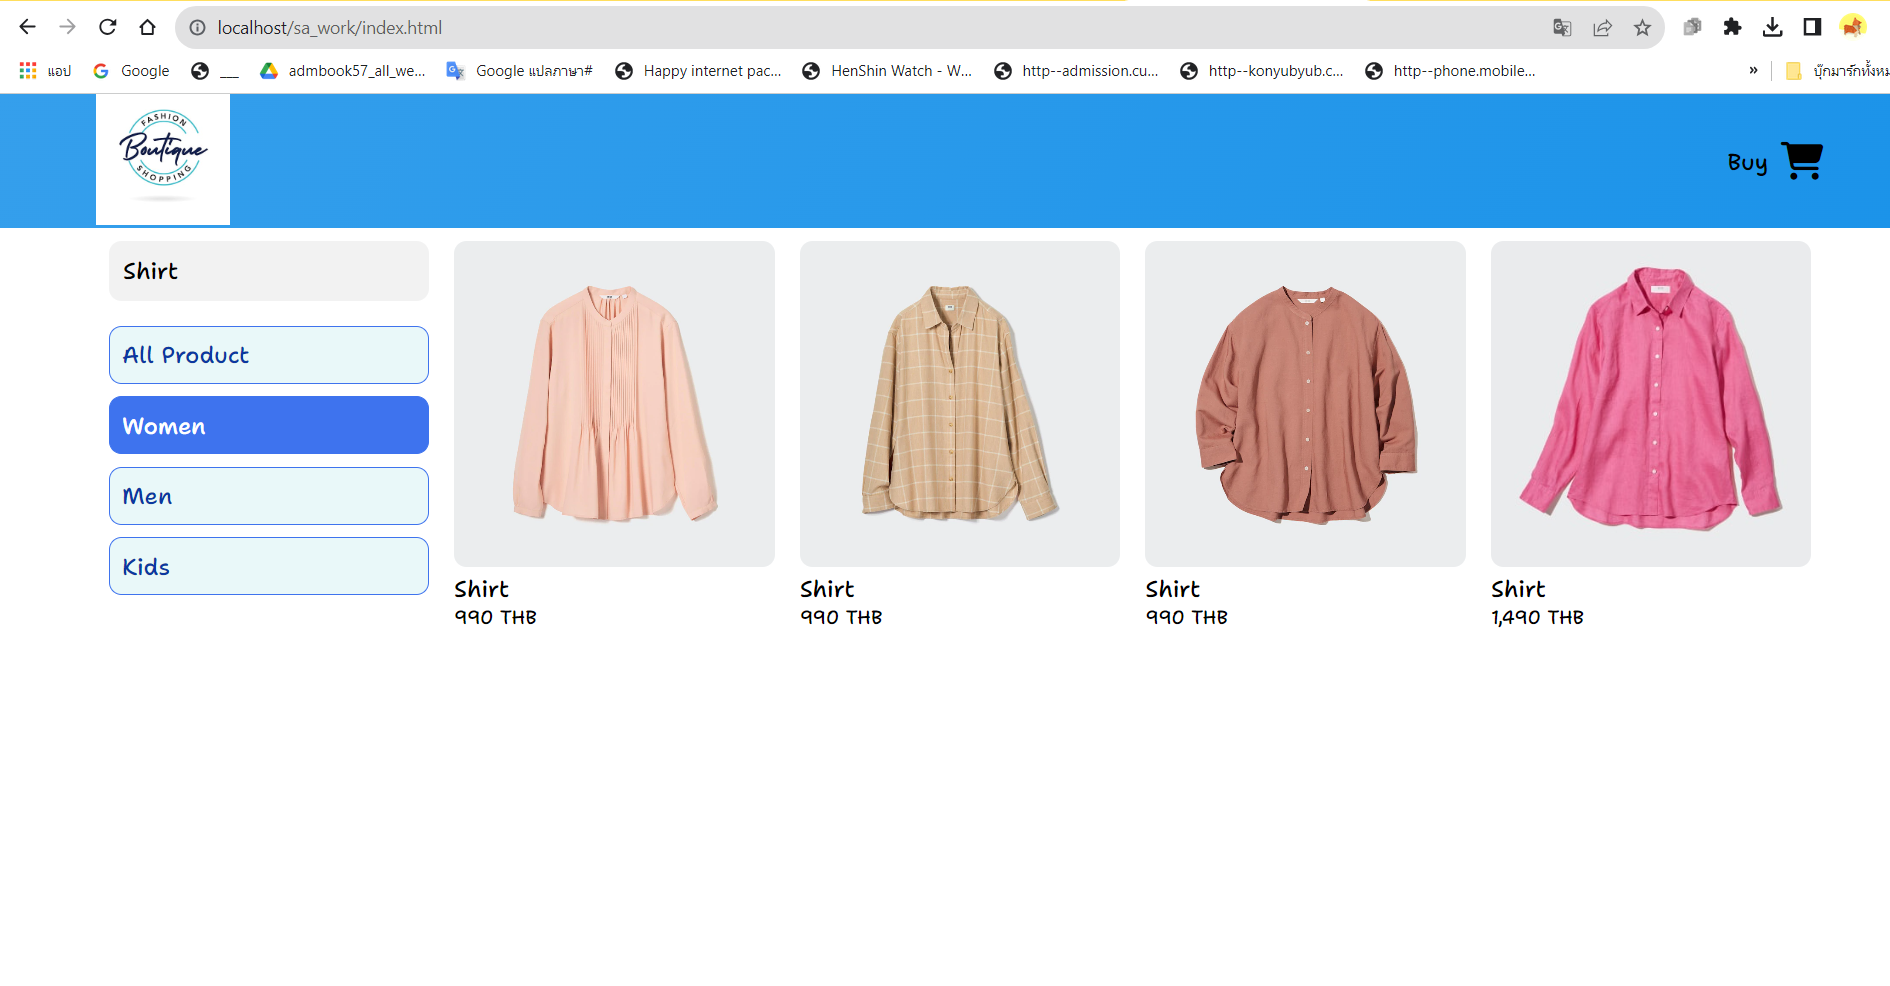 localhost/sa_work/index.html
แอป Google ___ admbook57_all_we... Google แปลภาษา# Happy internet pac... HenShin Watch - W... http--admission.cu... http--konyubyub.c... http--phone.mobile... » บุ๊กมาร์กทั้งหม
FASHION
Boutique
SHOPPING
Buy
Shirt
All Product
Women
Men
Kids
Shirt
990 THB
Shirt
990 THB
Shirt
990 THB
Shirt
1,490 THB